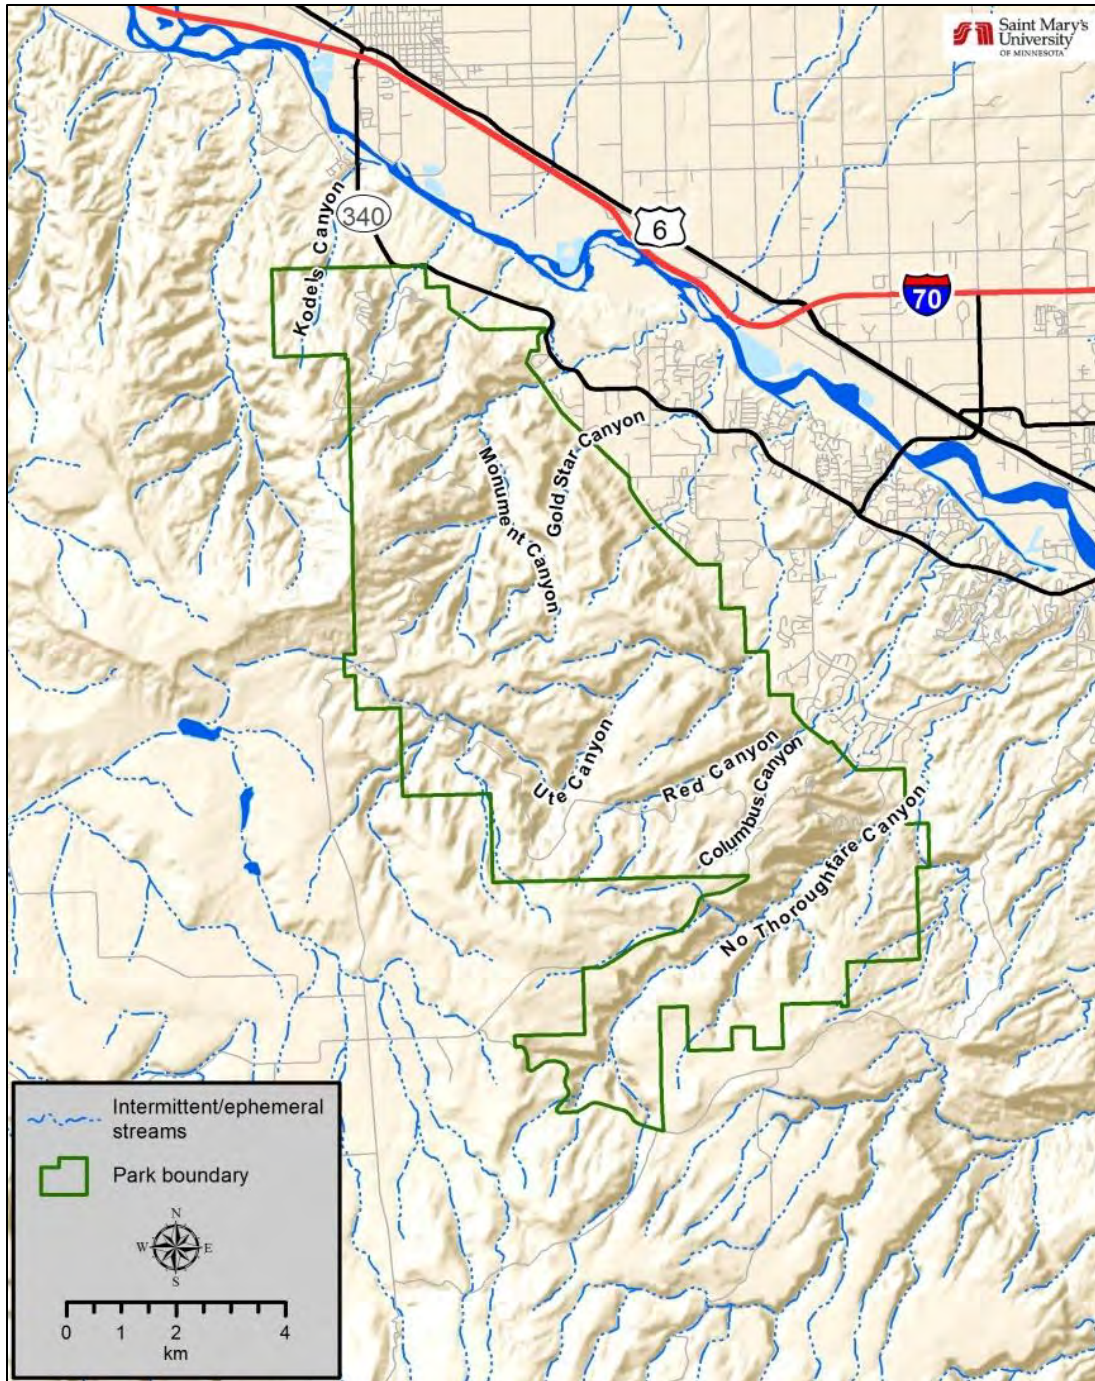 Saint Mary's
University
OF MINNESOTA
340
6
70
Kodels Canyon
Gold Star Canyon
Monument Canyon
Ute Canyon
Red Canyon
Columbus Canyon
No Thoroughfare Canyon
Intermittent/ephemeral
streams
Park boundary
N
W E
S
0 1 2 4
km